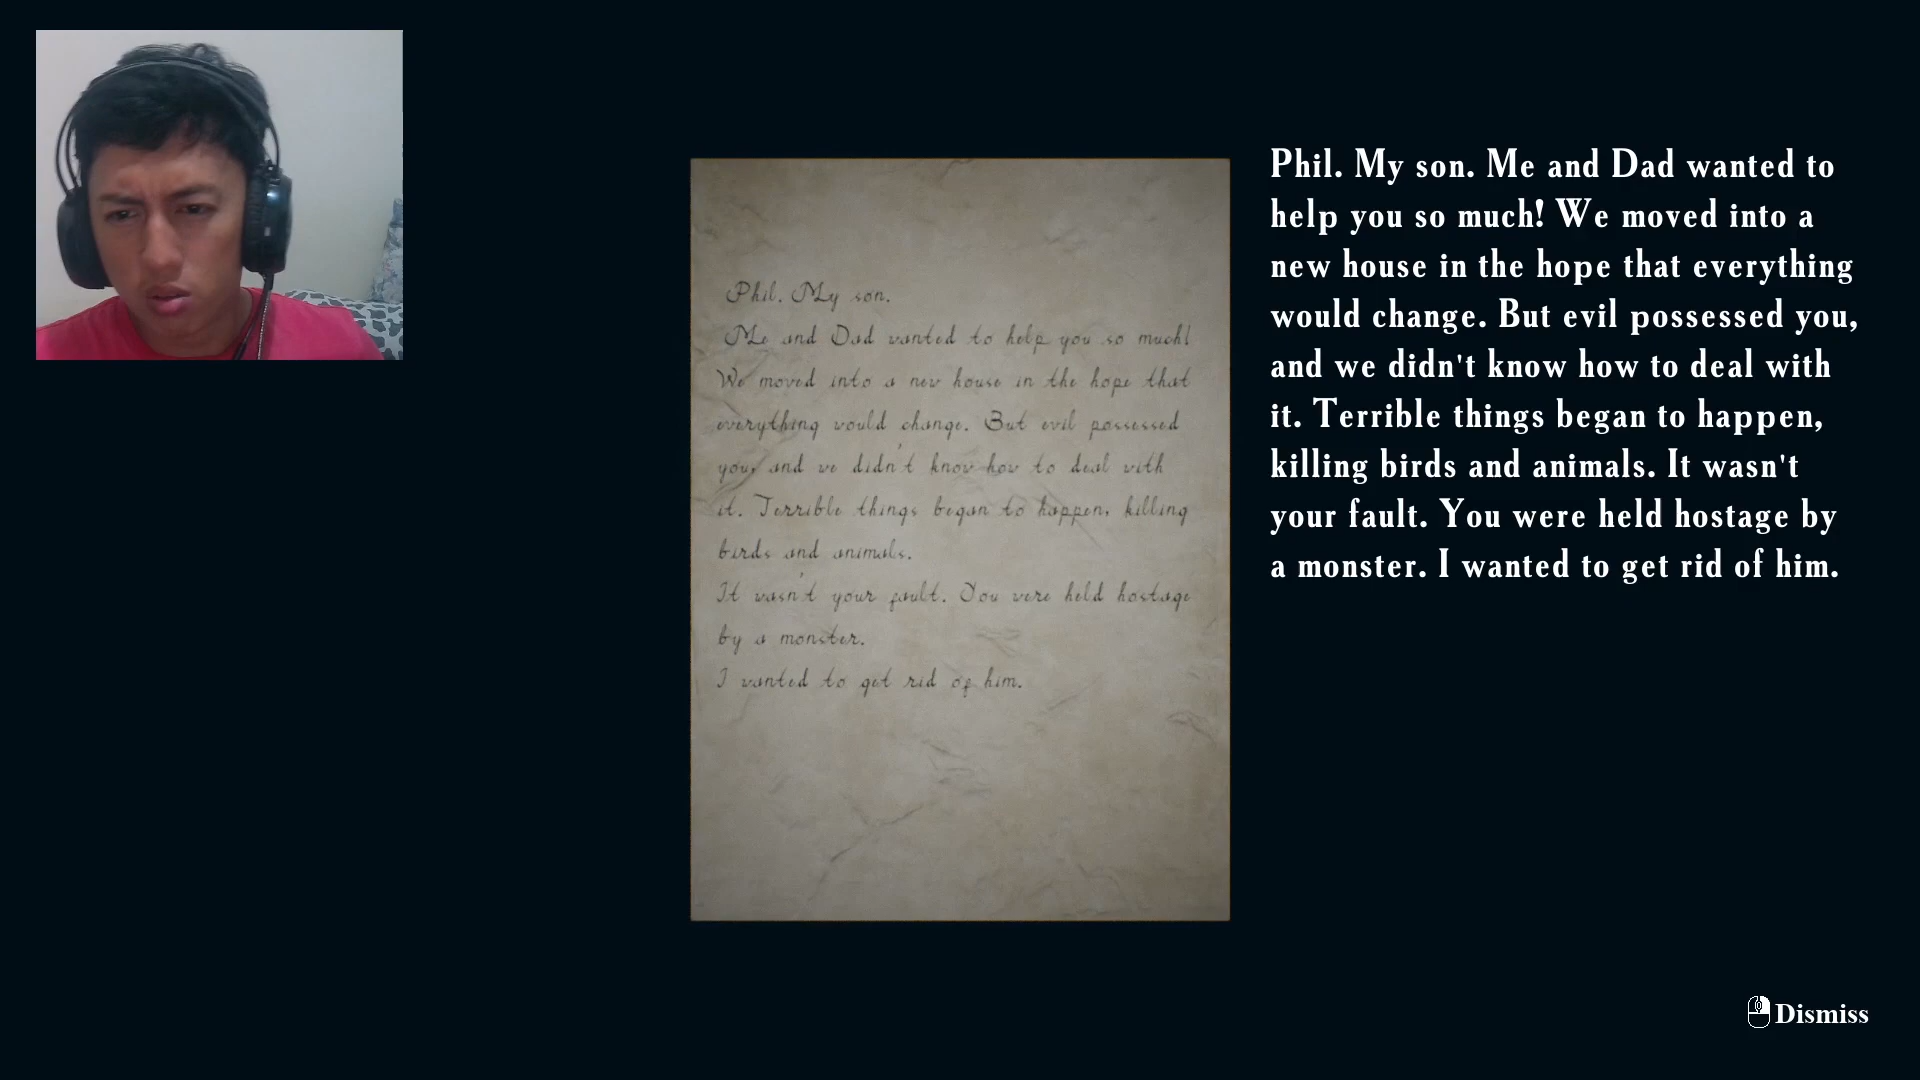 Phil. My son.
Me and Dad wanted to help you so much!
We moved into a new house in the hope that
everything would change. But evil possessed
you, and we didn't know how to deal with
it. Terrible things began to happen, killing
birds and animals.
It wasn't your fault. You were held hostage
by a monster.
I wanted to get rid of him.
Phil. My son. Me and Dad wanted to
help you so much! We moved into a
new house in the hope that everything
would change. But evil possessed you,
and we didn't know how to deal with
it. Terrible things began to happen,
killing birds and animals. It wasn't
your fault. You were held hostage by
a monster. I wanted to get rid of him.
Dismiss